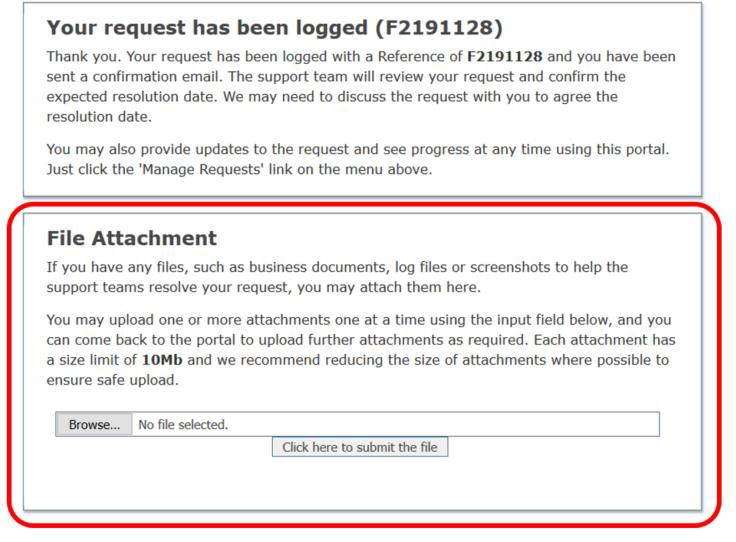 Your request has been logged (F2191128)
Thank you. Your request has been logged with a Reference of F2191128 and you have been
sent a confirmation email. The support team will review your request and confirm the
expected resolution date. We may need to discuss the request with you to agree the
resolution date.
You may also provide updates to the request and see progress at any time using this portal.
Just click the 'Manage Requests' link on the menu above.
File Attachment
If you have any files, such as business documents, log files or screenshots to help the
support teams resolve your request, you may attach them here.
You may upload one or more attachments one at a time using the input field below, and you
can come back to the portal to upload further attachments as required. Each attachment has
a size limit of 10Mb and we recommend reducing the size of attachments where possible to
ensure safe upload.
Browse... No file selected.
Click here to submit the file